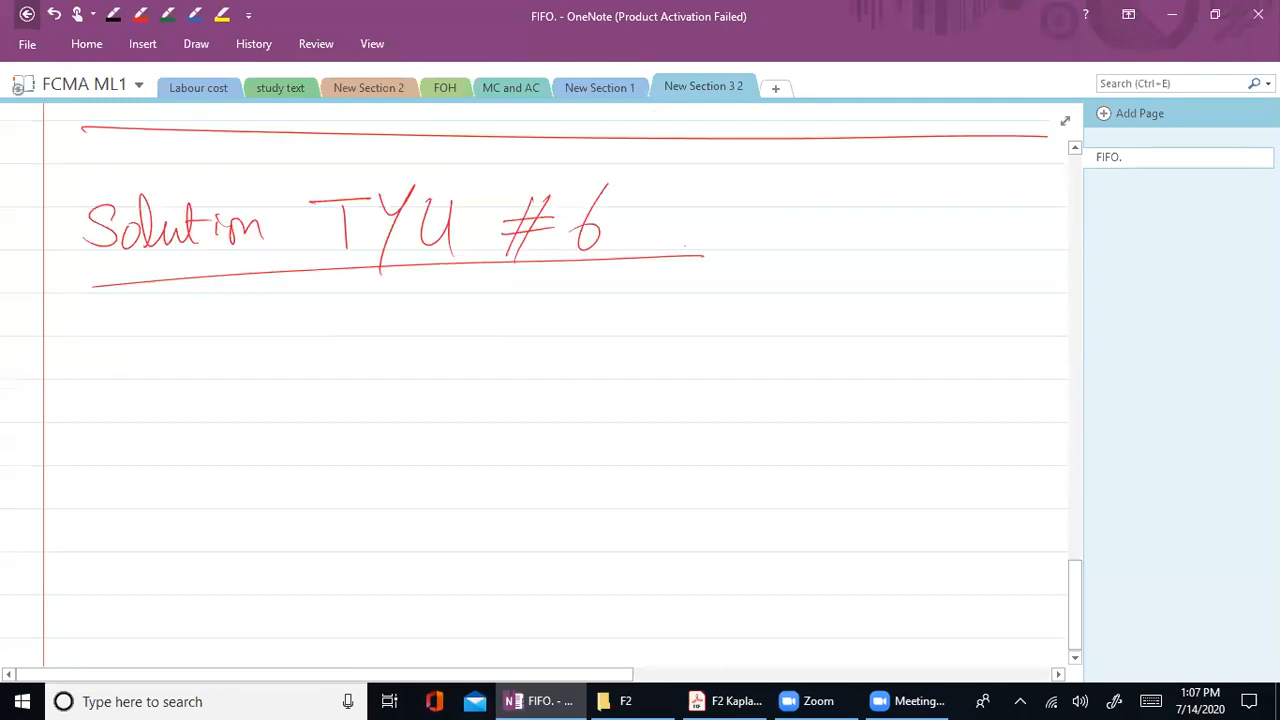 FIFO. - OneNote (Product Activation Failed)
?
File Home Insert Draw History Review View
FCMA ML1
Labour cost study text New Section 2 FOH MC and AC New Section 1 New Section 3 2
Search (Ctrl+E)
Add Page
FIFO.
Solution TYU # 6
Type here to search
FIFO. - ...
F2
F2 Kapla...
Zoom
Meeting...
1:07 PM
7/14/2020